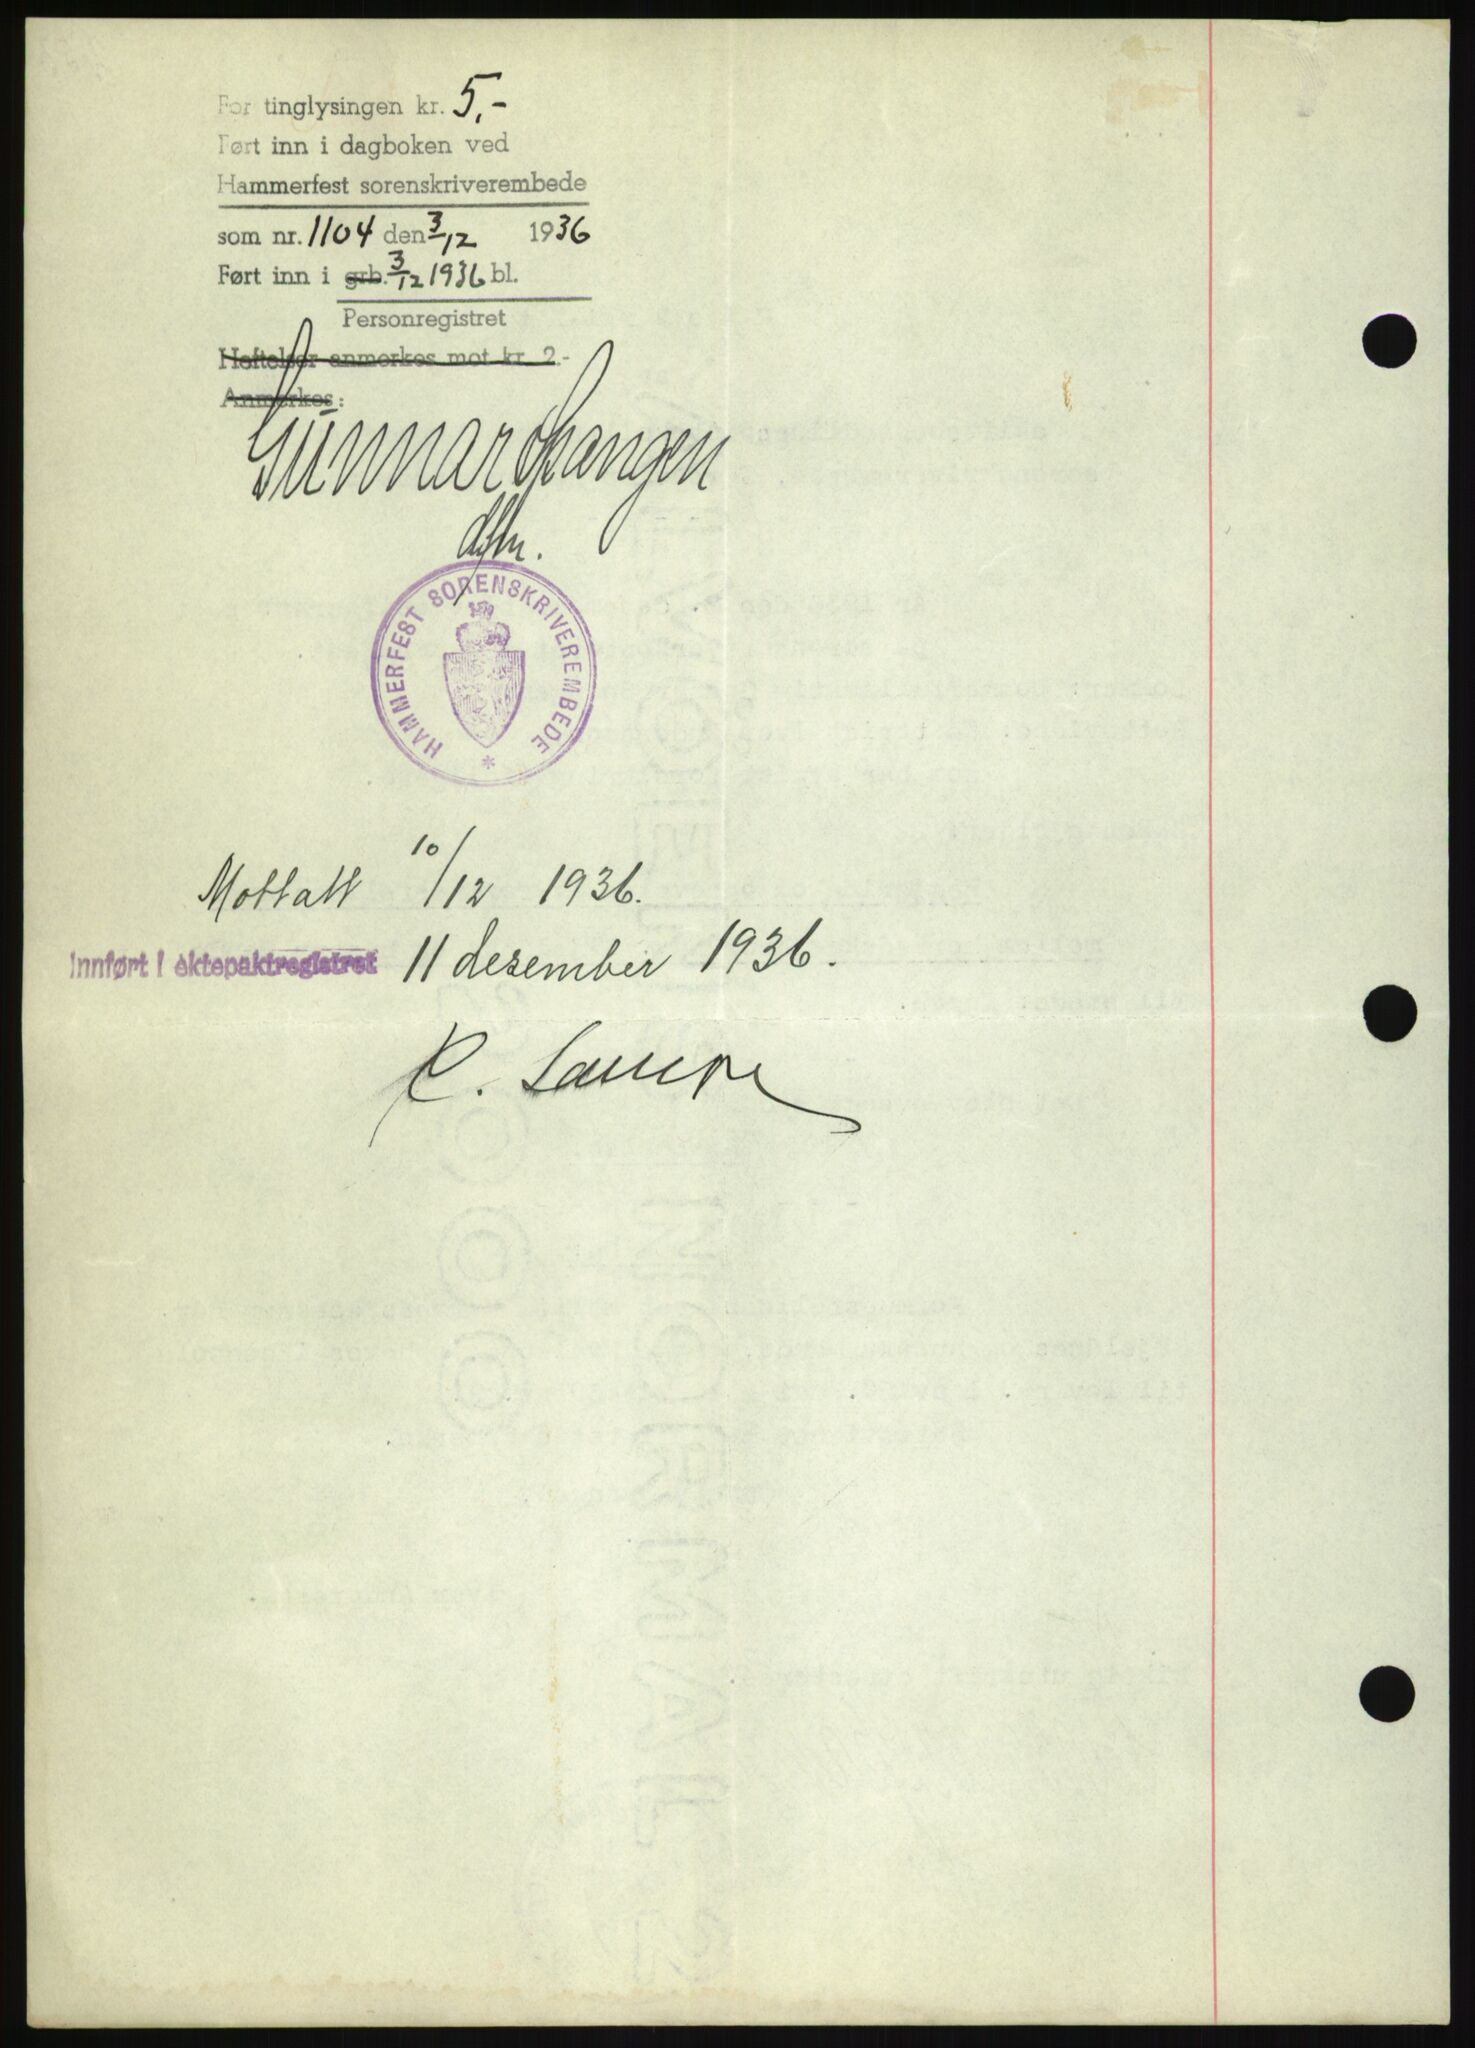 For tinglysingen kr. 5,-
Ført inn i dagboken ved
Hammerfest sorenskriverembede
som nr. 1104 den 3/12 1936
Ført inn i grb. 3/12 1936 bl.
Personregistret
Heftelser anmerkes mot kr. 2.-
Anmerkes:
Gunnar Spangen
HAMMERFEST SORENSKRIVEREMBEDE *
Mottatt 10/12 1936.
Innført i ektepaktregistret 11 desember 1936.